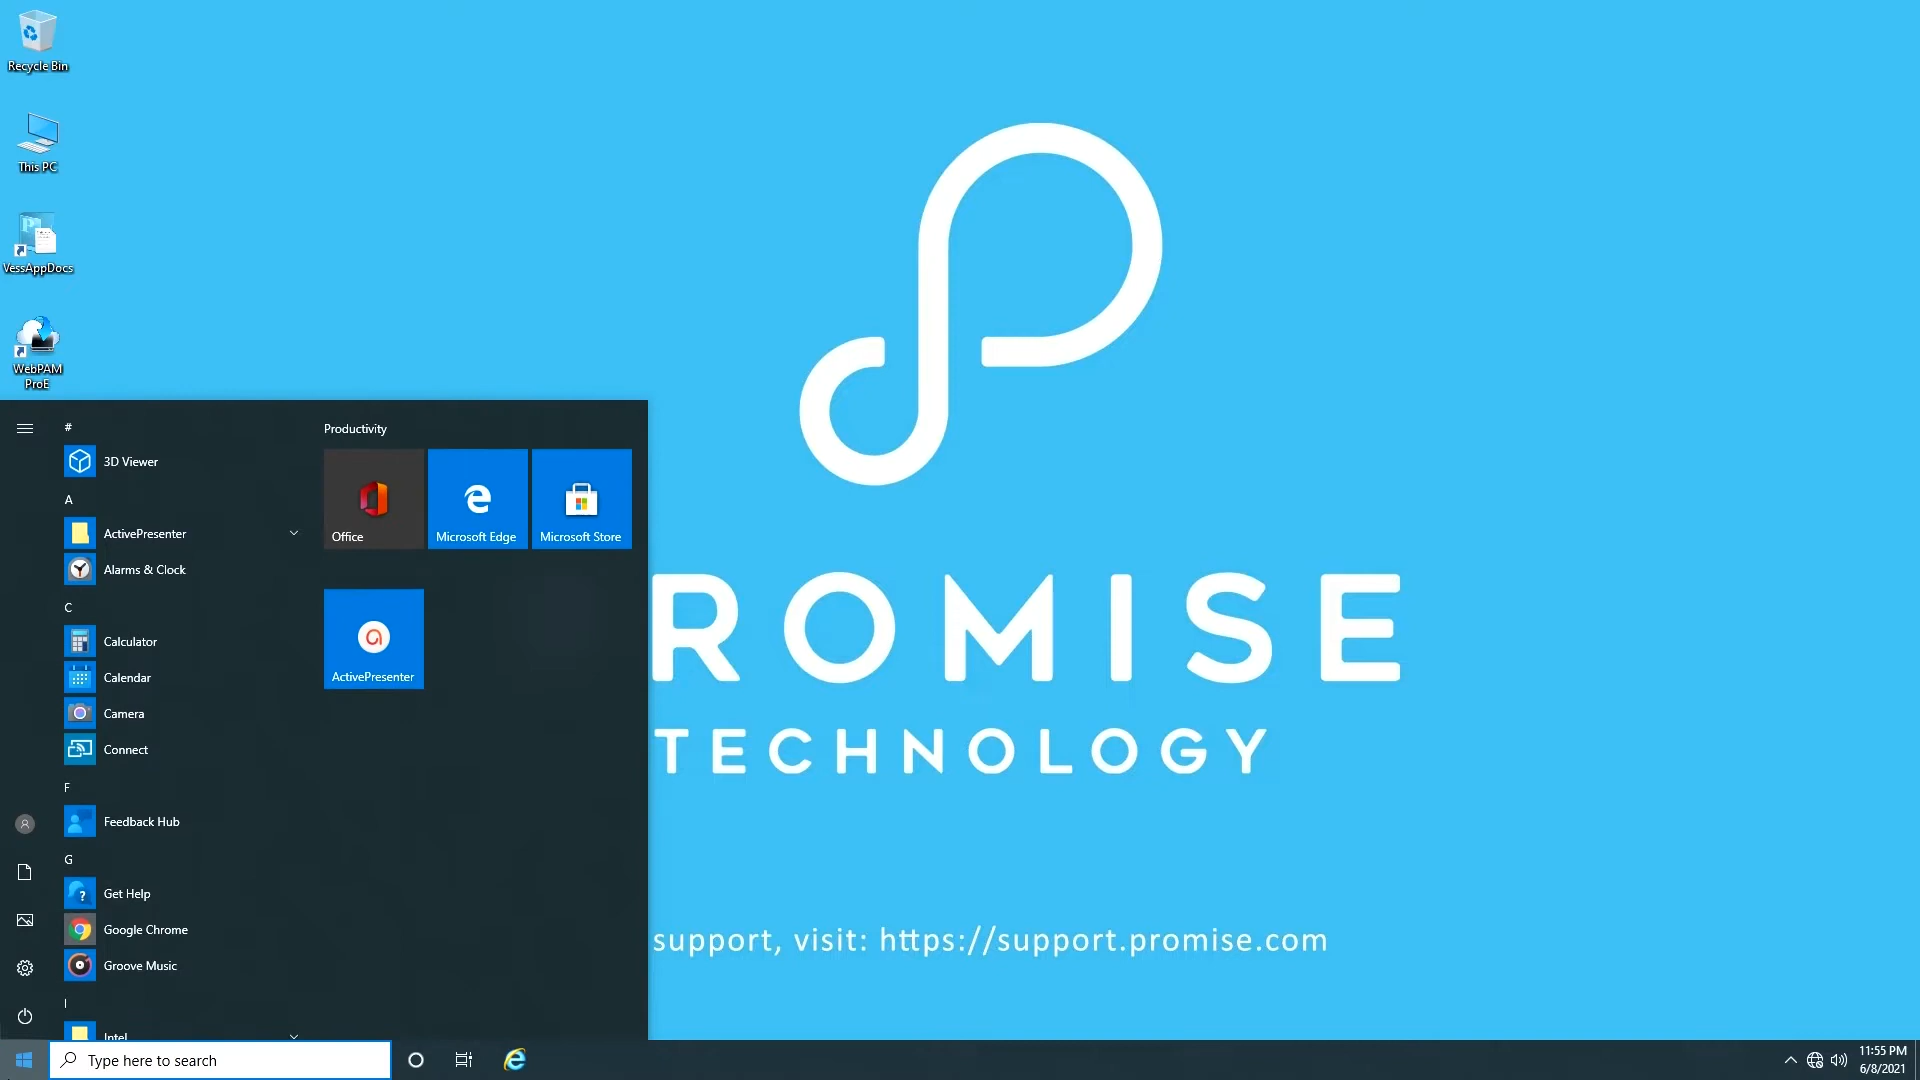 Recycle Bin
This PC
VessAppDocs
WebPAM
ProE
#
3D Viewer
A
ActivePresenter
Alarms & Clock
C
Calculator
Calendar
Camera
Connect
F
Feedback Hub
G
Get Help
Google Chrome
Groove Music
I
Intel
Productivity
Office
Microsoft Edge
Microsoft Store
ActivePresenter
ROMISE
TECHNOLOGY
support, visit: https://support.promise.com
Type here to search
11:55 PM
6/8/2021